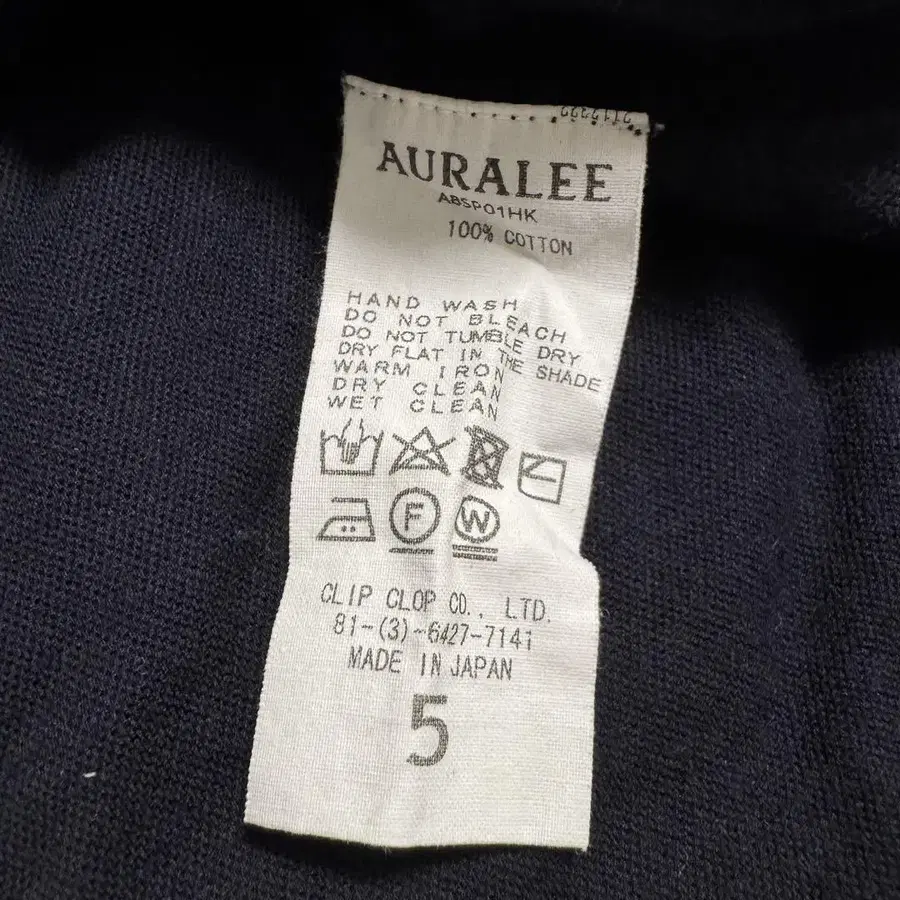 AURALEE
A8SP01HK
100% COTTON
HAND WASH
DO NOT BLEACH
DO NOT TUMBLE DRY
DRY FLAT IN THE SHADE
WARM IRON
DRY CLEAN
WET CLEAN
F W
CLIP CLOP CO., LTD.
81-(3)-6427-7141
MADE IN JAPAN
5